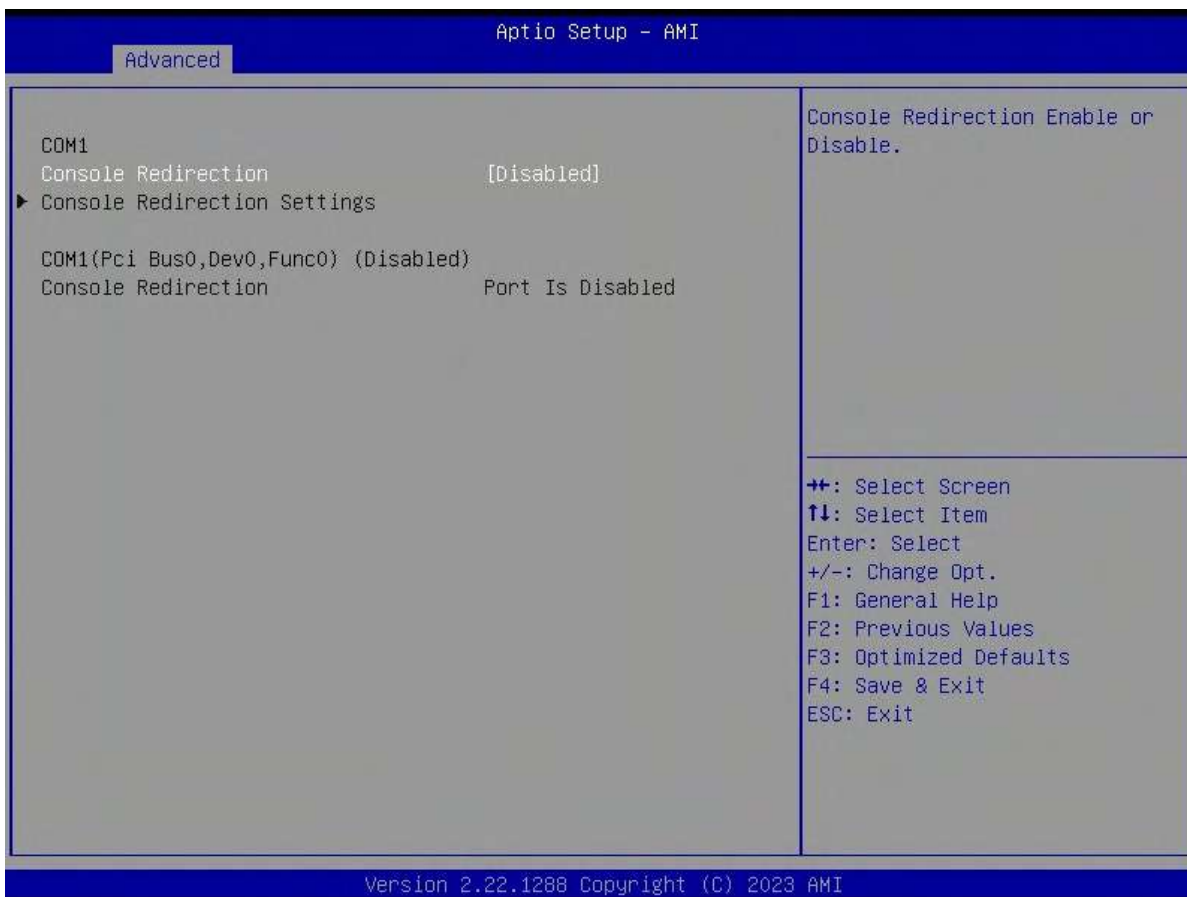 Aptio Setup - AMI
Advanced
COM1
Console Redirection [Disabled]
▶ Console Redirection Settings
COM1(Pci Bus0,Dev0,Func0) (Disabled)
Console Redirection Port Is Disabled
Console Redirection Enable or
Disable.
→←: Select Screen
↑↓: Select Item
Enter: Select
+/-: Change Opt.
F1: General Help
F2: Previous Values
F3: Optimized Defaults
F4: Save & Exit
ESC: Exit
Version 2.22.1288 Copyright (C) 2023 AMI